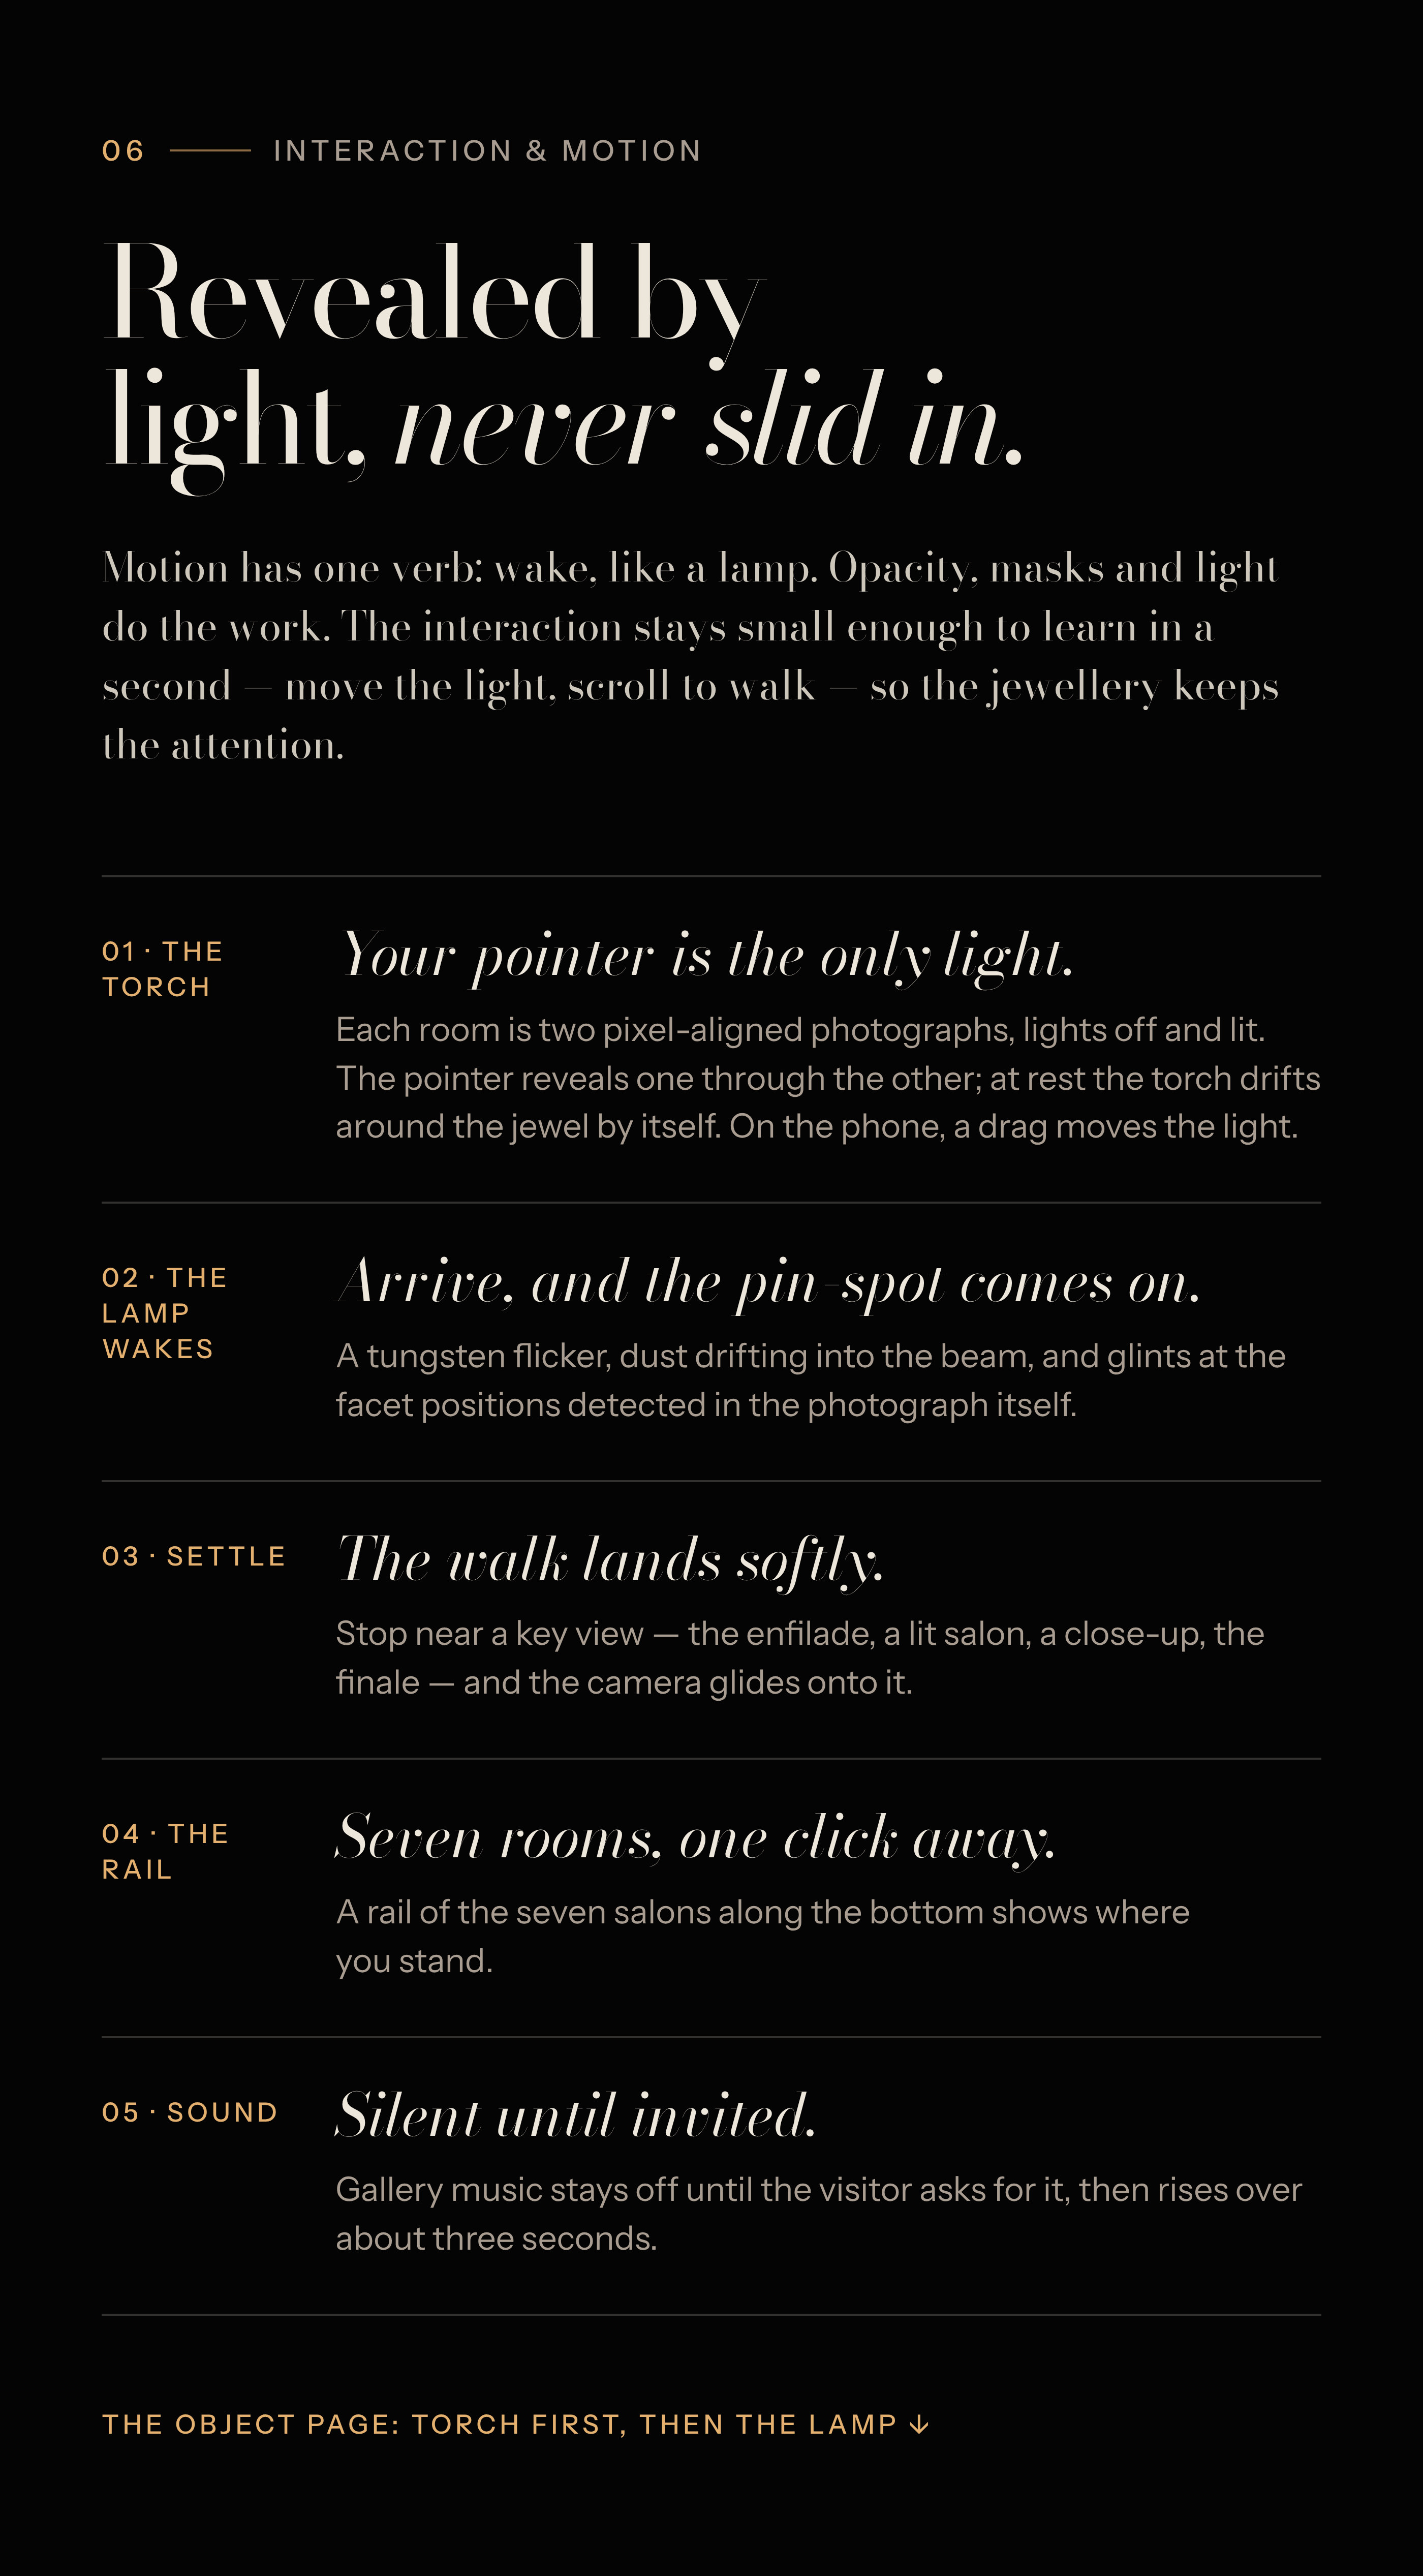 06 INTERACTION & MOTION
Revealed by
light, never slid in.
Motion has one verb: wake, like a lamp. Opacity, masks and light
do the work. The interaction stays small enough to learn in a
second — move the light, scroll to walk — so the jewellery keeps
the attention.
01 · THE
TORCH
Your pointer is the only light.
Each room is two pixel-aligned photographs, lights off and lit.
The pointer reveals one through the other; at rest the torch drifts
around the jewel by itself. On the phone, a drag moves the light.
02 · THE
LAMP
WAKES
Arrive, and the pin-spot comes on.
A tungsten flicker, dust drifting into the beam, and glints at the
facet positions detected in the photograph itself.
03 · SETTLE
The walk lands softly.
Stop near a key view — the enfilade, a lit salon, a close-up, the
finale — and the camera glides onto it.
04 · THE
RAIL
Seven rooms, one click away.
A rail of the seven salons along the bottom shows where
you stand.
05 · SOUND
Silent until invited.
Gallery music stays off until the visitor asks for it, then rises over
about three seconds.
THE OBJECT PAGE: TORCH FIRST, THEN THE LAMP ↓